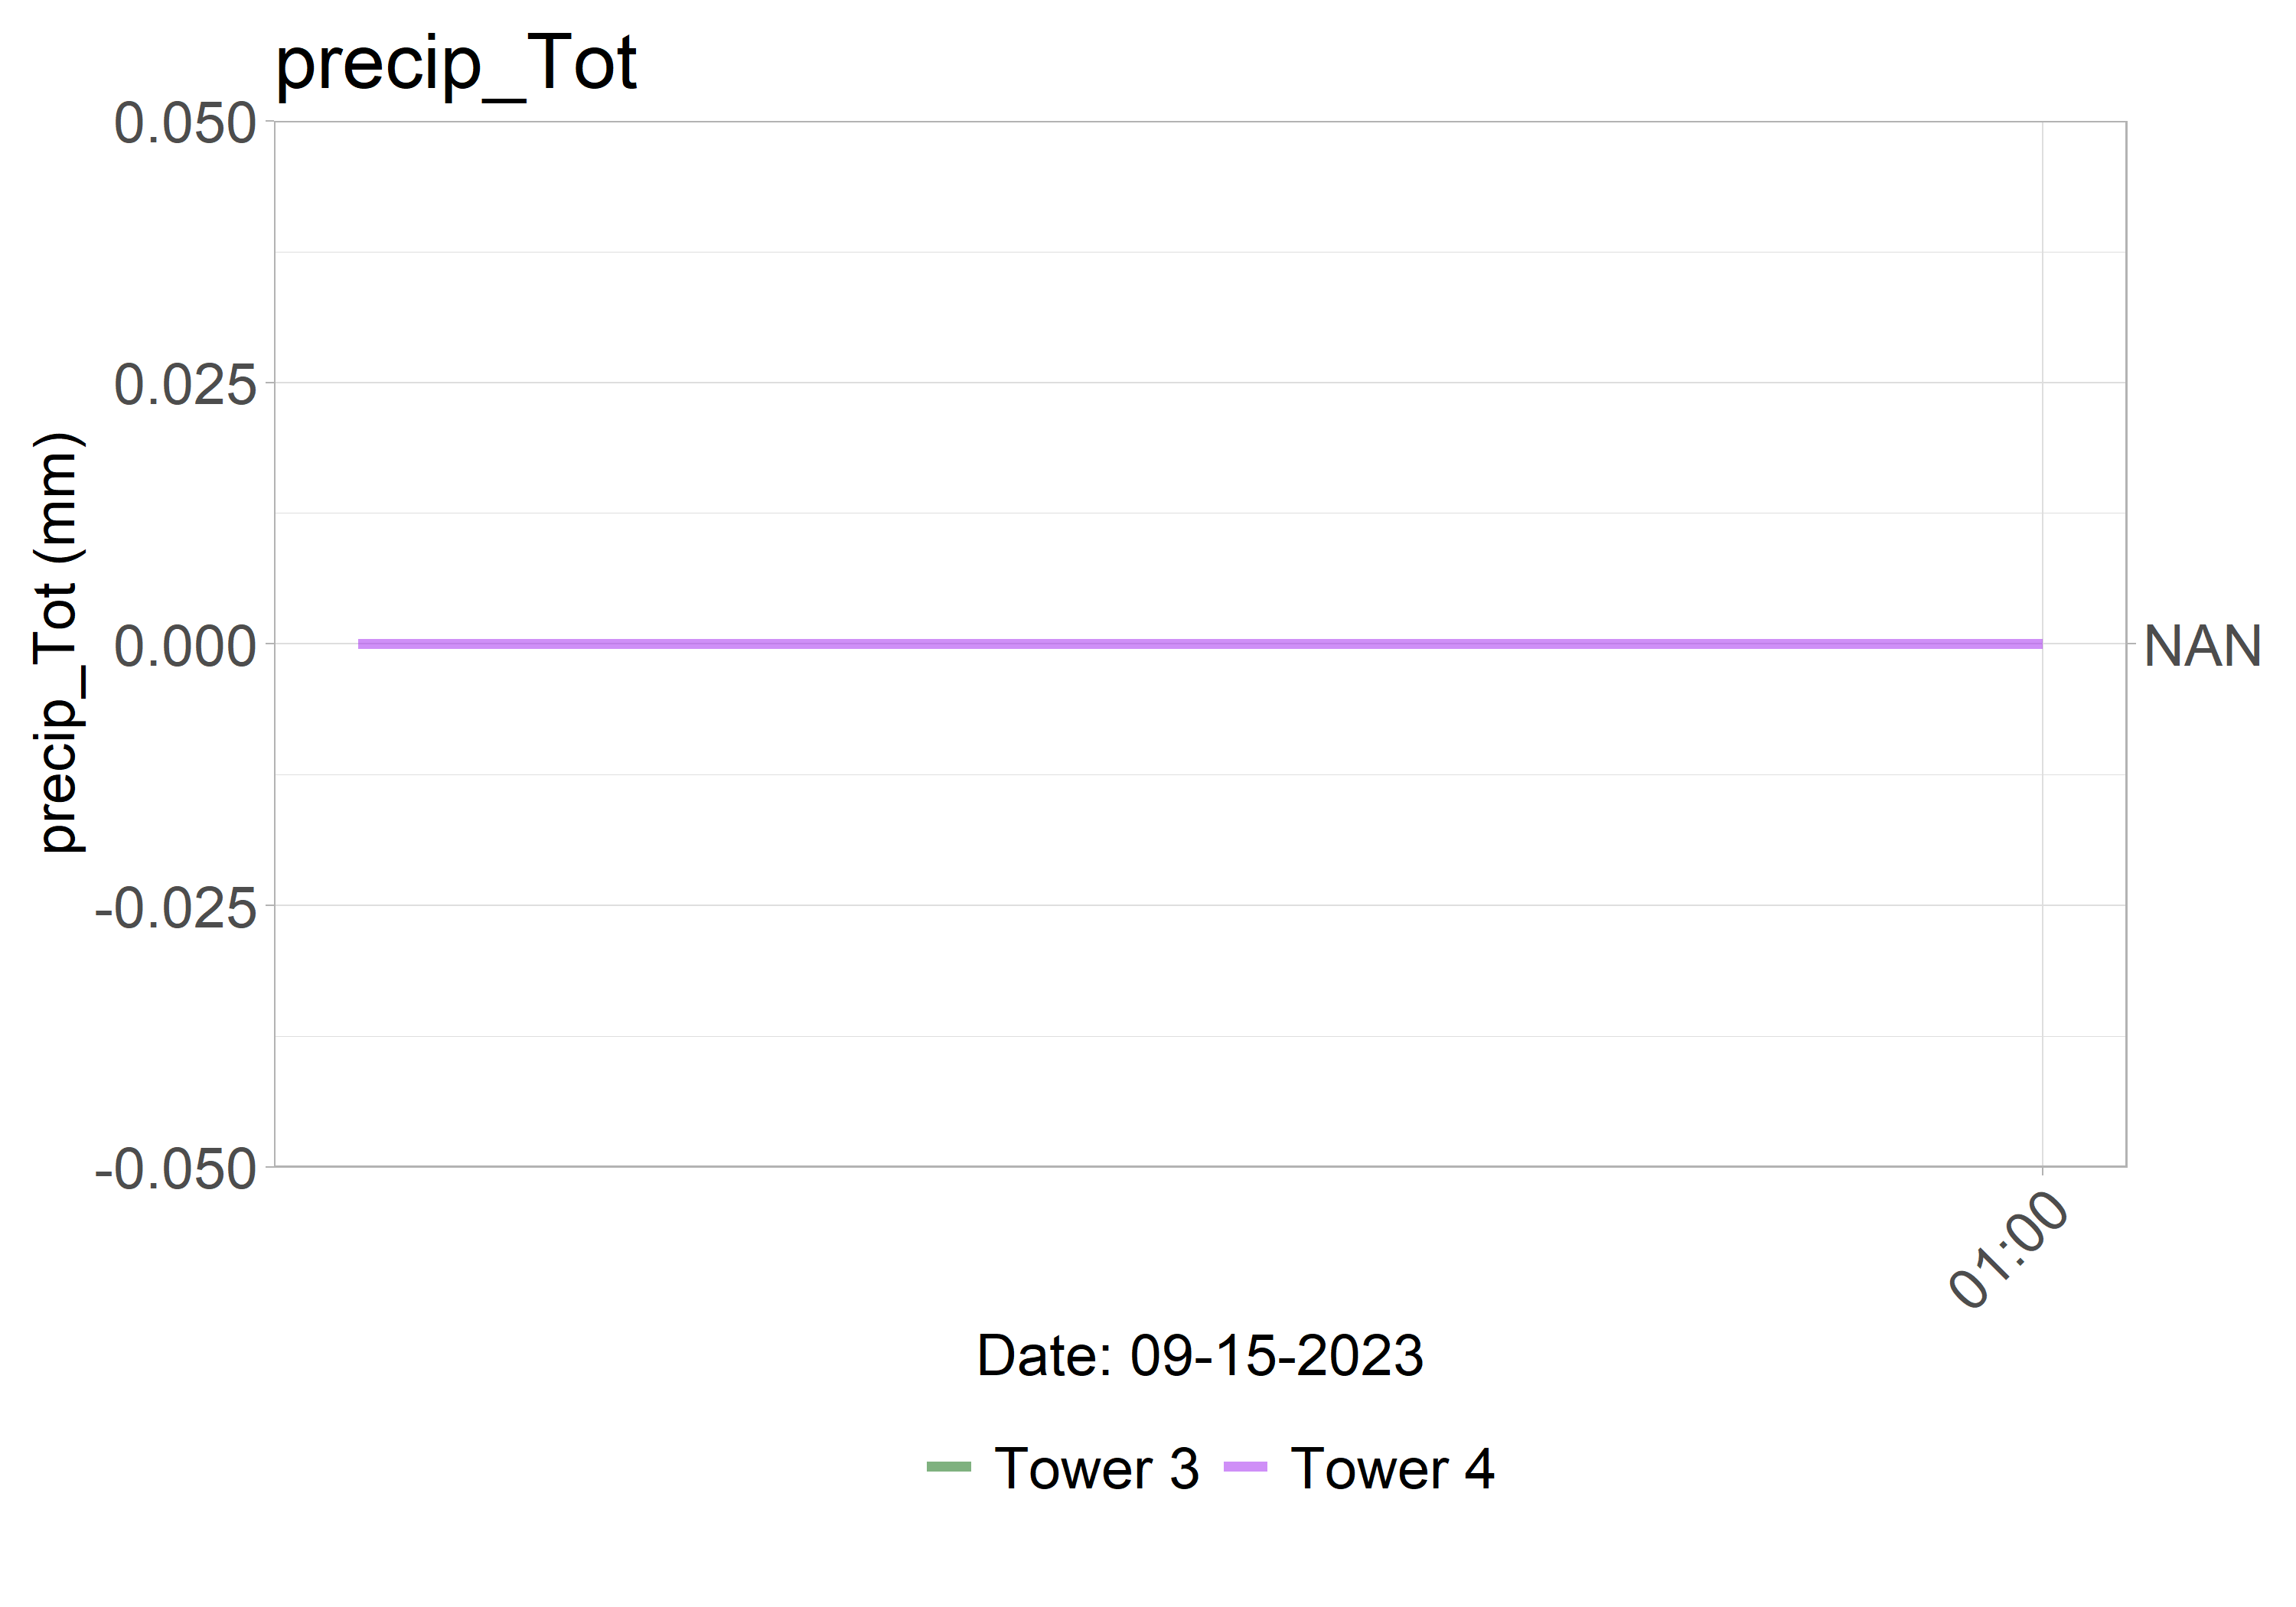 precip_Tot
precip_Tot (mm)
0.050
0.025
0.000
-0.025
-0.050
NAN
01:00
Date: 09-15-2023
Tower 3 Tower 4